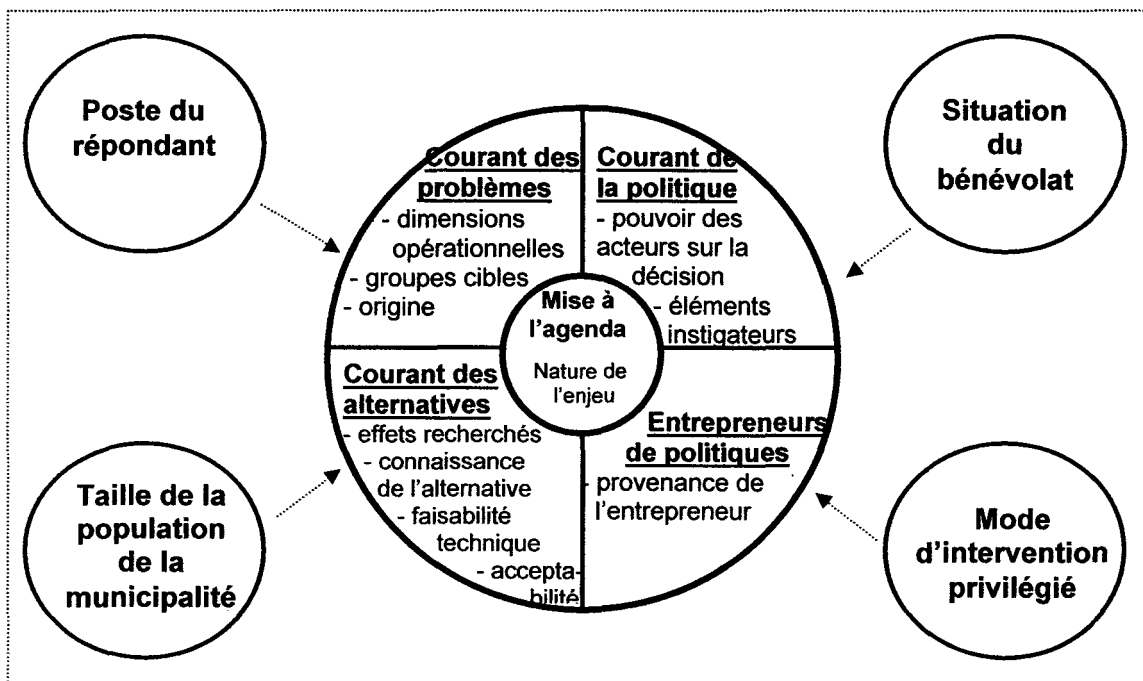 Poste du
répondant
Situation
du
bénévolat
Courant des
problèmes
- dimensions
opérationnelles
- groupes cibles
- origine
Courant de
la politique
- pouvoir des
acteurs sur la
décision
- éléments
instigateurs
Mise à
l'agenda
Nature de
l'enjeu
Courant des
alternatives
- effets recherchés
- connaissance
de l'alternative
- faisabilité
technique
- accepta-
bilité
Entrepreneurs
de politiques
- provenance de
l'entrepreneur
Taille de la
population
de la
municipalité
Mode
d'intervention
privilégié